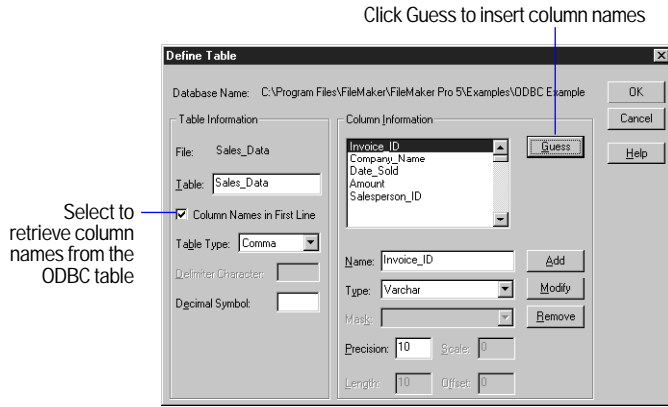 Click Guess to insert column names
Define Table
Database Name: C:\Program Files\FileMaker\FileMaker Pro 5\Examples\ODBC Example
OK
Cancel
Help
Table Information
File: Sales_Data
Table: Sales_Data
Column Names in First Line
Table Type: Comma
Delimiter Character:
Decimal Symbol:
Select to
retrieve column
names from the
ODBC table
Column Information
Invoice_ID
Company_Name
Date_Sold
Amount
Salesperson_ID
Guess
Name: Invoice_ID
Add
Type: Varchar
Modify
Mask:
Remove
Precision: 10 Scale: 0
Length: 10 Offset: 0